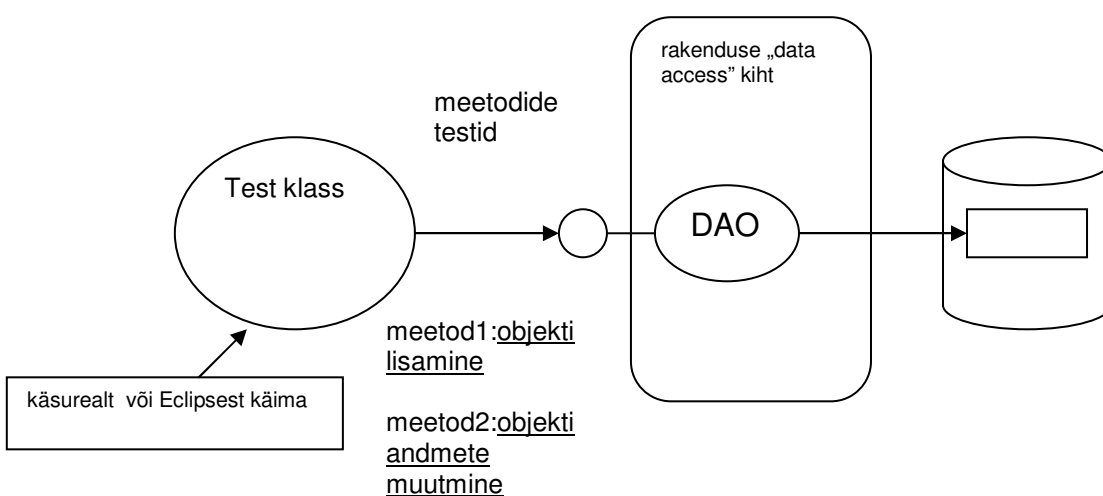 rakenduse „data
access” kiht
meetodide
testid
Test klass
DAO
meetod1:objekti
lisamine
käsurealt või Eclipsest käima
meetod2:objekti
andmete
muutmine